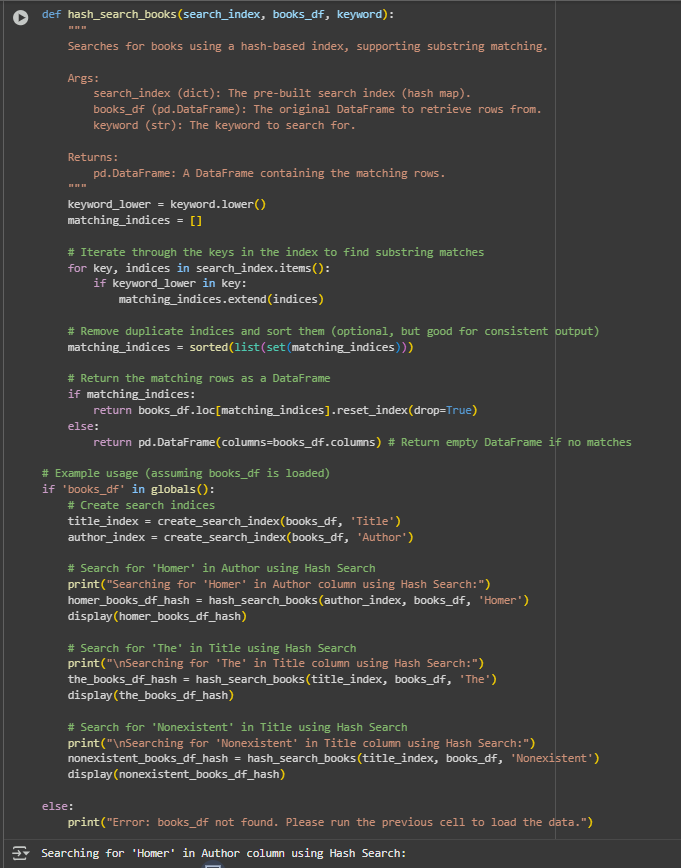 def hash_search_books(search_index, books_df, keyword):
    """
    Searches for books using a hash-based index, supporting substring matching.

    Args:
        search_index (dict): The pre-built search index (hash map).
        books_df (pd.DataFrame): The original DataFrame to retrieve rows from.
        keyword (str): The keyword to search for.

    Returns:
        pd.DataFrame: A DataFrame containing the matching rows.
    """
    keyword_lower = keyword.lower()
    matching_indices = []

    # Iterate through the keys in the index to find substring matches
    for key, indices in search_index.items():
        if keyword_lower in key:
            matching_indices.extend(indices)

    # Remove duplicate indices and sort them (optional, but good for consistent output)
    matching_indices = sorted(list(set(matching_indices)))

    # Return the matching rows as a DataFrame
    if matching_indices:
        return books_df.loc[matching_indices].reset_index(drop=True)
    else:
        return pd.DataFrame(columns=books_df.columns) # Return empty DataFrame if no matches

# Example usage (assuming books_df is loaded)
if 'books_df' in globals():
    # Create search indices
    title_index = create_search_index(books_df, 'Title')
    author_index = create_search_index(books_df, 'Author')

    # Search for 'Homer' in Author using Hash Search
    print("Searching for 'Homer' in Author column using Hash Search:")
    homer_books_df_hash = hash_search_books(author_index, books_df, 'Homer')
    display(homer_books_df_hash)

    # Search for 'The' in Title using Hash Search
    print("\nSearching for 'The' in Title column using Hash Search:")
    the_books_df_hash = hash_search_books(title_index, books_df, 'The')
    display(the_books_df_hash)

    # Search for 'Nonexistent' in Title using Hash Search
    print("\nSearching for 'Nonexistent' in Title column using Hash Search:")
    nonexistent_books_df_hash = hash_search_books(title_index, books_df, 'Nonexistent')
    display(nonexistent_books_df_hash)

else:
    print("Error: books_df not found. Please run the previous cell to load the data.")
Searching for 'Homer' in Author column using Hash Search: